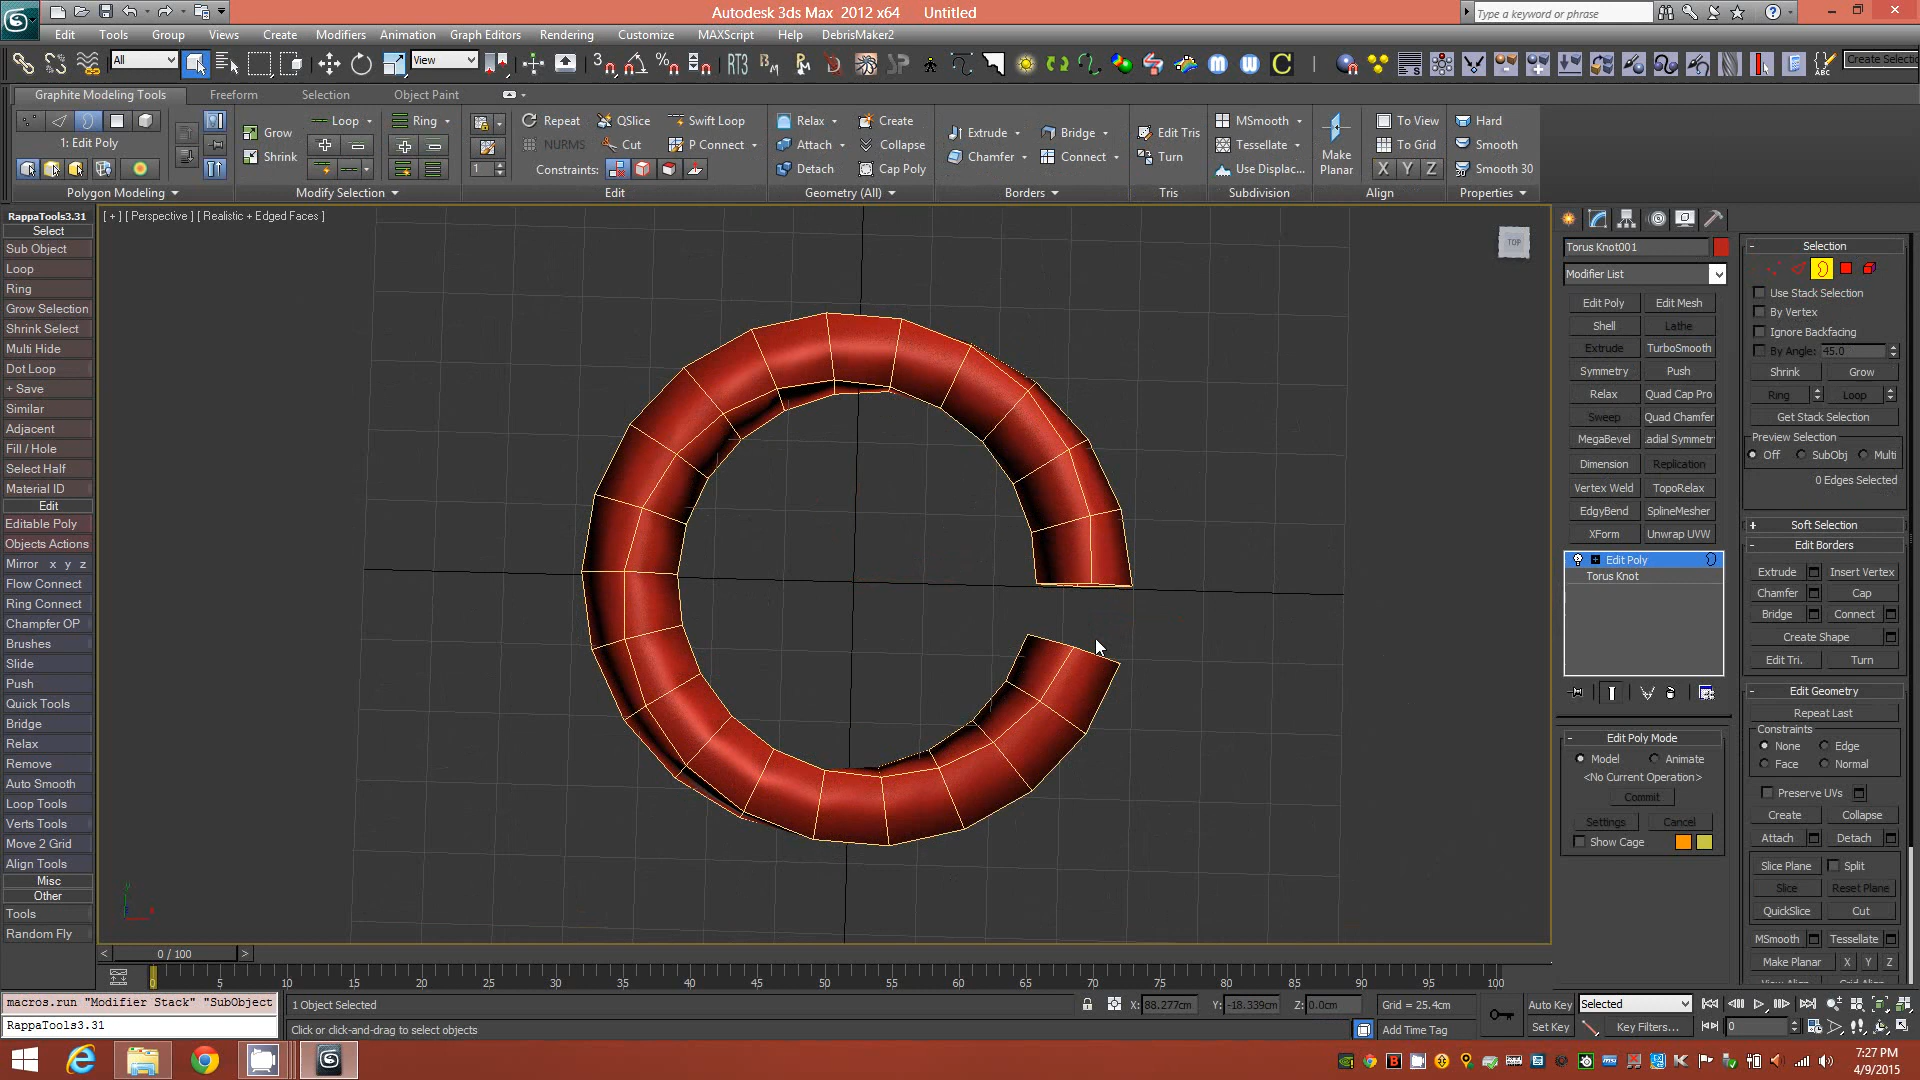 Autodesk 3ds Max 2012 x64 Untitled
Type a keyword or phrase
Edit Tools Group Views Create Modifiers Animation Graph Editors Rendering Customize MAXScript Help DebrisMaker2
All View RT3 Create Selectio
Graphite Modeling Tools Freeform Selection Object Paint
Loop Ring Repeat QSlice Swift Loop Relax Create Extrude Bridge Edit Tris MSmooth To View Hard
1: Edit Poly Grow NURMS Cut P Connect Attach Collapse Chamfer Connect Turn Tessellate Make Planar To Grid Smooth
Shrink 1 Constraints: Detach Cap Poly Use Displac... X Y Z Smooth 30
Polygon Modeling Modify Selection Edit Geometry (All) Borders Tris Subdivision Align Properties
RappaTools3.31
Select
Sub Object
Loop
Ring
Grow Selection
Shrink Select
Multi Hide
Dot Loop
+ Save
Similar
Adjacent
Fill / Hole
Select Half
Material ID
Edit
Editable Poly
Objects Actions
Mirror x y z
Flow Connect
Ring Connect
Champfer OP
Brushes
Slide
Push
Quick Tools
Bridge
Relax
Remove
Auto Smooth
Loop Tools
Verts Tools
Move 2 Grid
Align Tools
Misc
Other
Tools
Random Fly
[ + ] [ Perspective ] [ Realistic + Edged Faces ]
TOP
Torus Knot001
Modifier List
Edit Poly Edit Mesh
Shell Lathe
Extrude TurboSmooth
Symmetry Push
Relax Quad Cap Pro
Sweep Quad Chamfer
MegaBevel adial Symmetr
Dimension Replication
Vertex Weld TopoRelax
EdgyBend SplineMesher
XForm Unwrap UVW
Edit Poly
Torus Knot
- Edit Poly Mode
Model Animate
<No Current Operation>
Commit
Settings Cancel
Show Cage
- Selection
Use Stack Selection
By Vertex
Ignore Backfacing
By Angle: 45.0
Shrink Grow
Ring Loop
Get Stack Selection
Preview Selection
Off SubObj Multi
0 Edges Selected
+ Soft Selection
- Edit Borders
Extrude Insert Vertex
Chamfer Cap
Bridge Connect
Create Shape
Edit Tri. Turn
- Edit Geometry
Repeat Last
Constraints
None Edge
Face Normal
Preserve UVs
Create Collapse
Attach Detach
Slice Plane Split
Slice Reset Plane
QuickSlice Cut
MSmooth Tessellate
Make Planar X Y Z
< 0 / 100 >
0 5 10 15 20 25 30 35 40 45 50 55 60 65 70 75 80 85 90 95 100
macros.run "Modifier Stack" "SubObject
RappaTools3.31
1 Object Selected X: 88.277cm Y: -18.339cm Z: 0.0cm Grid = 25.4cm Auto Key Selected
Click or click-and-drag to select objects Add Time Tag Set Key Key Filters... 0
7:27 PM
4/9/2015